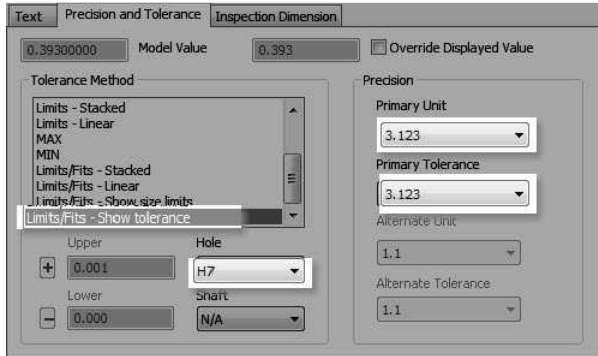 Text Precision and Tolerance Inspection Dimension
0.39300000 Model Value 0.393 Override Displayed Value
Tolerance Method
Limits - Stacked
Limits - Linear
MAX
MIN
Limits/Fits - Stacked
Limits/Fits - Linear
Limits/Fits - Show size limits
Limits/Fits - Show tolerance
Upper Hole
+ 0.001 H7
Lower Shaft
- 0.000 N/A
Precision
Primary Unit
3.123
Primary Tolerance
3.123
Alternate Unit
1.1
Alternate Tolerance
1.1